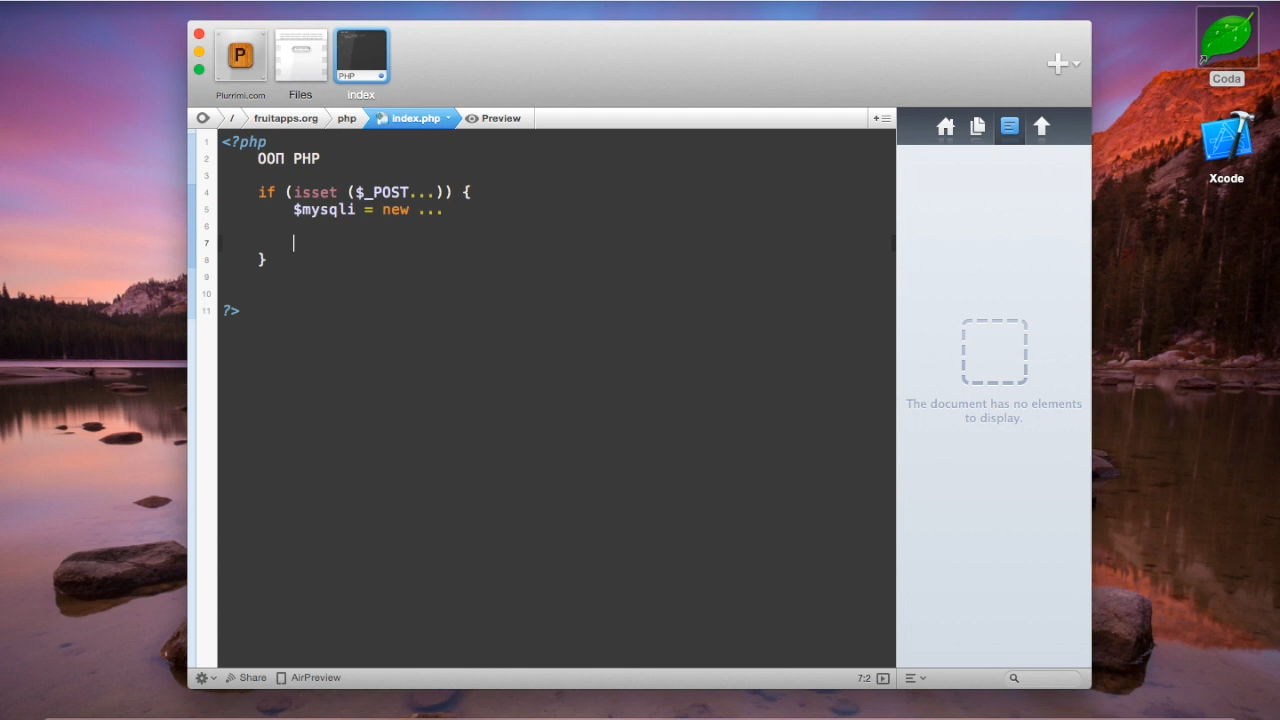 P
Plurrimi.com
Files
PHP
index
/
fruitapps.org
php
index.php
Preview
1 <?php
2 ООП PHP
3
4 if (isset ($_POST...)) {
5 $mysqli = new ...
6
7
8 }
9
10
11 ?>
The document has no elements
to display.
Share
AirPreview
7:2
Coda
Xcode